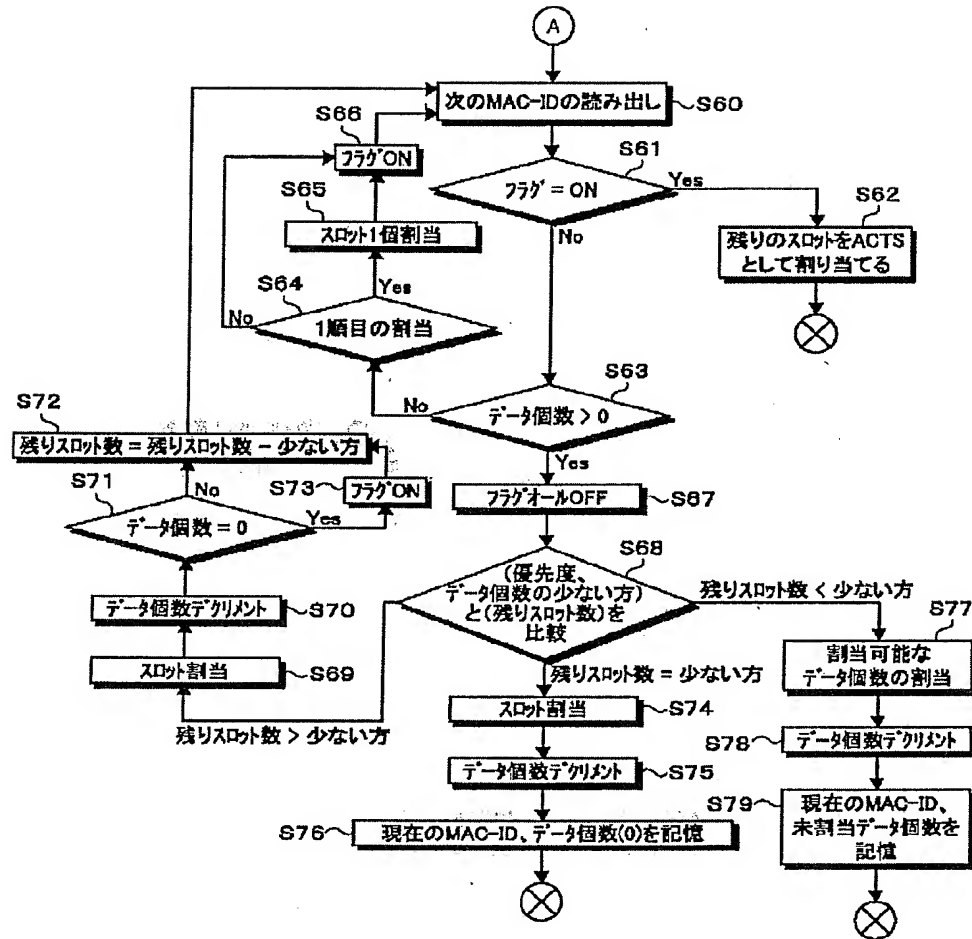 A
次のMAC-IDの読み出し
S60
S66
フラグON
S61
フラグ=ON
Yes
No
S62
残りのスロットをACTS
として割り当てる
S65
スロット1個割当
S64
Yes
No
1順目の割当
S63
No
データ個数>0
Yes
S72
残りスロット数=残りスロット数-少ない方
S71
No
データ個数=0
Yes
S73
フラグON
フラグオールOFF
S67
S68
(優先度、
データ個数の少ない方)
と(残りスロット数)を
比較
残りスロット数<少ない方
残りスロット数=少ない方
残りスロット数>少ない方
データ個数デクリメント
S70
スロット割当
S69
スロット割当
S74
データ個数デクリメント
S75
S76
現在のMAC-ID、データ個数(0)を記憶
S77
割当可能な
データ個数の割当
S78
データ個数デクリメント
S79
現在のMAC-ID、
未割当データ個数を
記憶